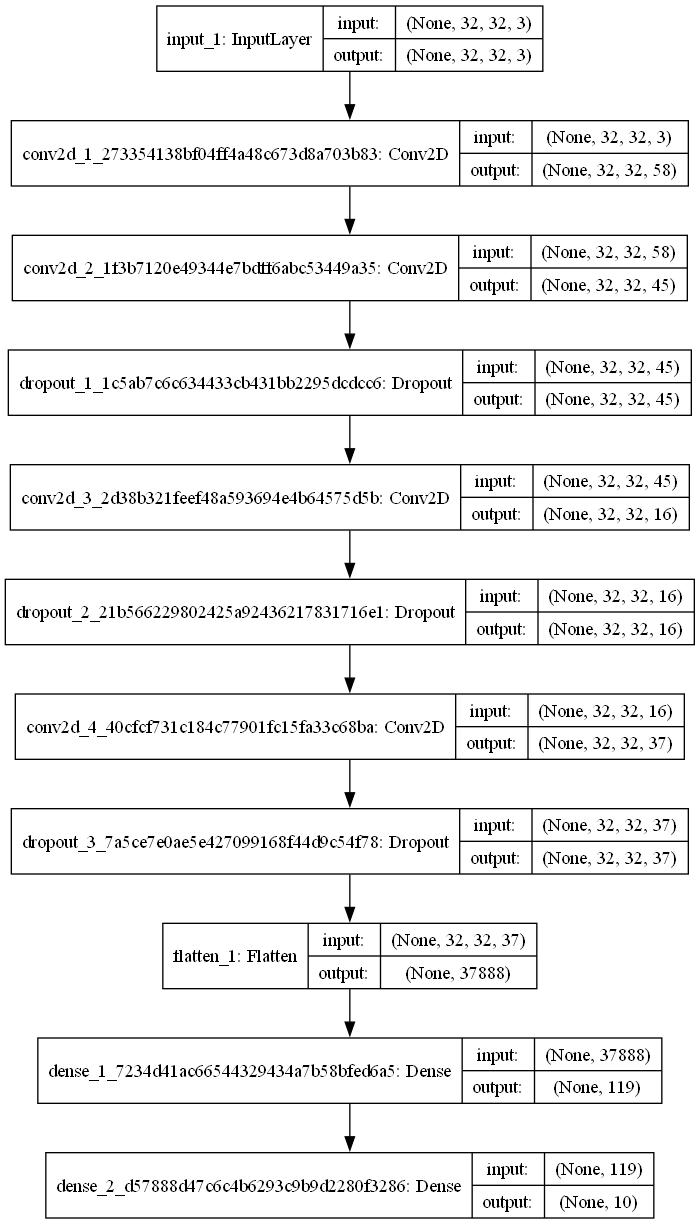 input_1: InputLayer
input: (None, 32, 32, 3)
output: (None, 32, 32, 3)
conv2d_1_273354138bf04ff4a48c673d8a703b83: Conv2D
input: (None, 32, 32, 3)
output: (None, 32, 32, 58)
conv2d_2_1f3b7120e49344e7bdff6abc53449a35: Conv2D
input: (None, 32, 32, 58)
output: (None, 32, 32, 45)
dropout_1_1c5ab7c6c634433cb431bb2295dcdcc6: Dropout
input: (None, 32, 32, 45)
output: (None, 32, 32, 45)
conv2d_3_2d38b321feef48a593694e4b64575d5b: Conv2D
input: (None, 32, 32, 45)
output: (None, 32, 32, 16)
dropout_2_21b566229802425a92436217831716e1: Dropout
input: (None, 32, 32, 16)
output: (None, 32, 32, 16)
conv2d_4_40cfcf731c184c77901fc15fa33c68ba: Conv2D
input: (None, 32, 32, 16)
output: (None, 32, 32, 37)
dropout_3_7a5ce7e0ae5e427099168f44d9c54f78: Dropout
input: (None, 32, 32, 37)
output: (None, 32, 32, 37)
flatten_1: Flatten
input: (None, 32, 32, 37)
output: (None, 37888)
dense_1_7234d41ac66544329434a7b58bfed6a5: Dense
input: (None, 37888)
output: (None, 119)
dense_2_d57888d47c6c4b6293c9b9d2280f3286: Dense
input: (None, 119)
output: (None, 10)